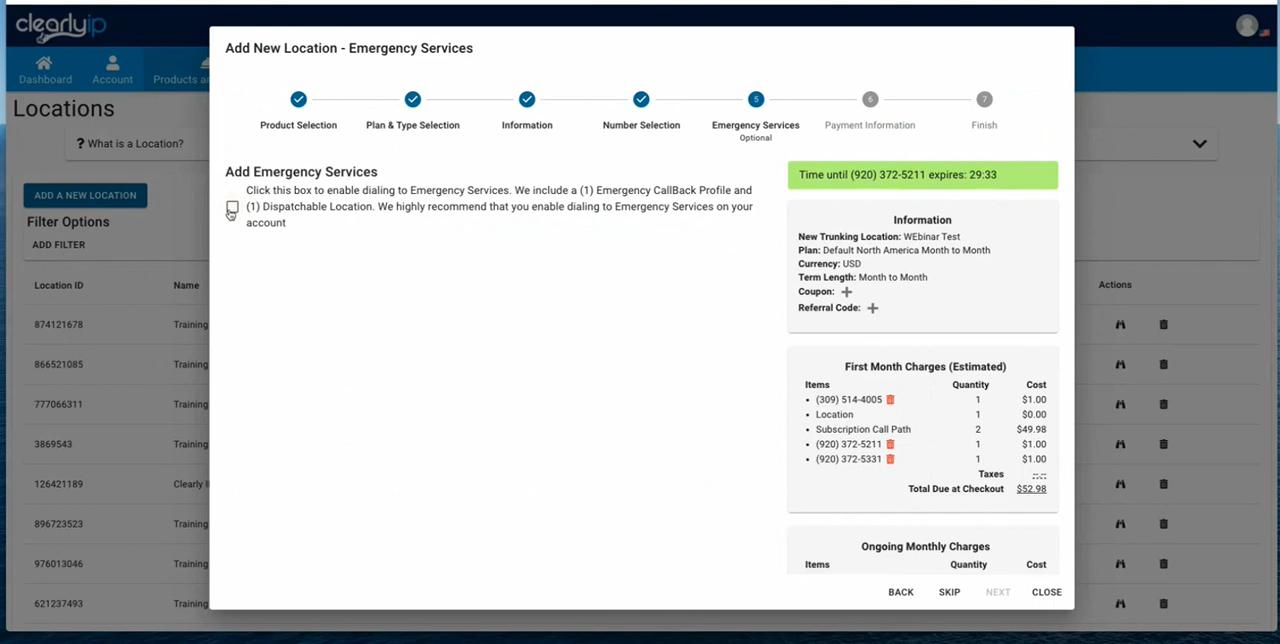 clearlyip
Dashboard
Account
Products a
Locations
? What is a Location?
ADD A NEW LOCATION
Filter Options
ADD FILTER
Location ID Name Actions
874121678 Training
866521085 Training
777066311 Training
3869543 Training
126421189 Clearly I
896723523 Training
976013046 Training
621237493 Training
Add New Location - Emergency Services
5 6 7
Product Selection Plan & Type Selection Information Number Selection Emergency Services Payment Information Finish
Optional
Add Emergency Services
Click this box to enable dialing to Emergency Services. We include a (1) Emergency CallBack Profile and
(1) Dispatchable Location. We highly recommend that you enable dialing to Emergency Services on your
account
Time until (920) 372-5211 expires: 29:33
Information
New Trunking Location: WEbinar Test
Plan: Default North America Month to Month
Currency: USD
Term Length: Month to Month
Coupon: +
Referral Code: +
First Month Charges (Estimated)
Items Quantity Cost
• (309) 514-4005 1 $1.00
• Location 1 $0.00
• Subscription Call Path 2 $49.98
• (920) 372-5211 1 $1.00
• (920) 372-5331 1 $1.00
Taxes --.--
Total Due at Checkout $52.98
Ongoing Monthly Charges
Items Quantity Cost
BACK SKIP NEXT CLOSE